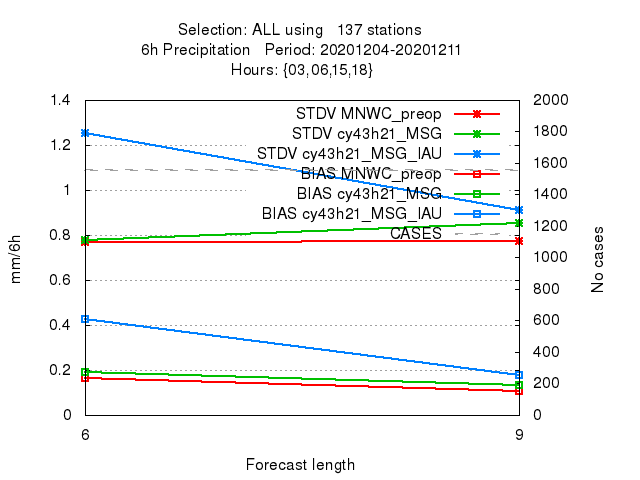 Selection: ALL using   137 stations
6h Precipitation   Period: 20201204-20201211
Hours: {03,06,15,18}
1.4
1.2
1
0.8
0.6
0.4
0.2
0
mm/6h
2000
1800
1600
1400
1200
1000
800
600
400
200
0
No cases
STDV MNWC_preop
STDV cy43h21_MSG
STDV cy43h21_MSG_IAU
BIAS MNWC_preop
BIAS cy43h21_MSG
BIAS cy43h21_MSG_IAU
CASES
6
9
Forecast length